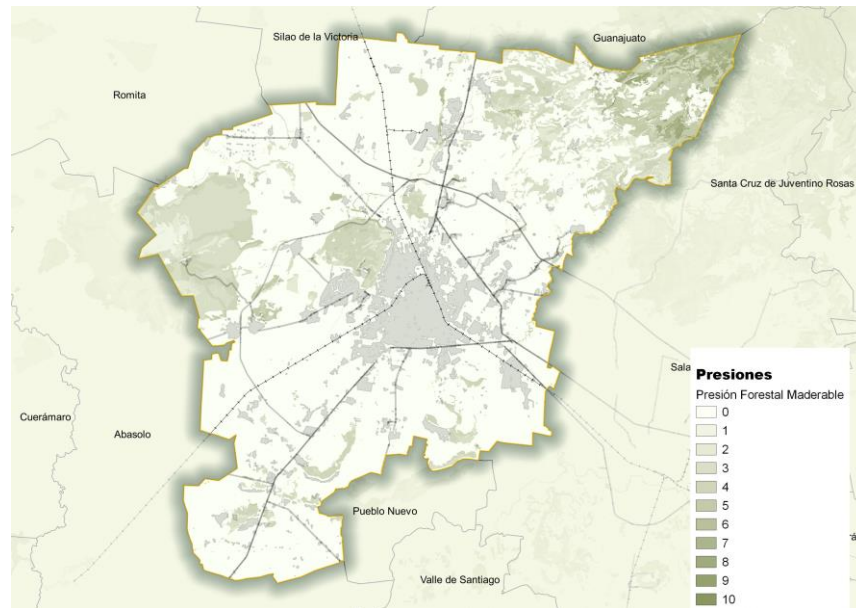 Silao de la Victoria
Guanajuato
Romita
Santa Cruz de Juventino Rosas
Cuerámaro
Abasolo
Pueblo Nuevo
Valle de Santiago
Sala
Presiones
Presión Forestal Maderable
0
1
2
3
4
5
6
7
8
9
10